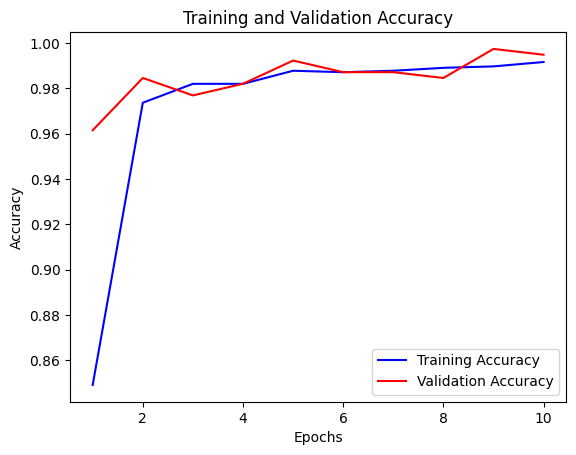 Training and Validation Accuracy
1.00
0.98
0.96
0.94
0.92
0.90
0.88
0.86
Accuracy
2 4 6 8 10
Epochs
Training Accuracy
Validation Accuracy